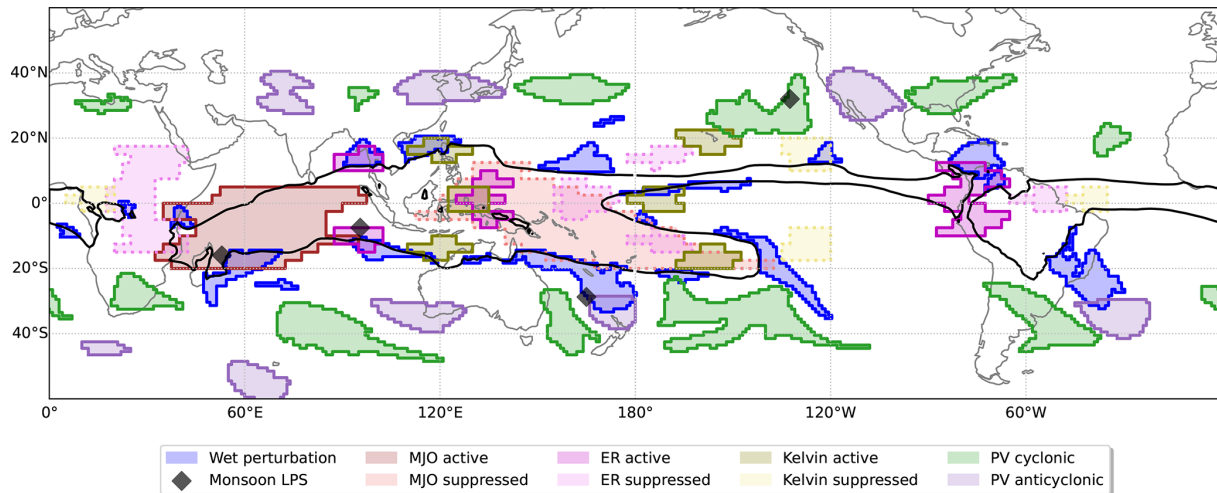 40°N
20°N
0°
20°S
40°S
0° 60°E 120°E 180° 120°W 60°W
Wet perturbation MJO active ER active Kelvin active PV cyclonic
Monsoon LPS MJO suppressed ER suppressed Kelvin suppressed PV anticyclonic